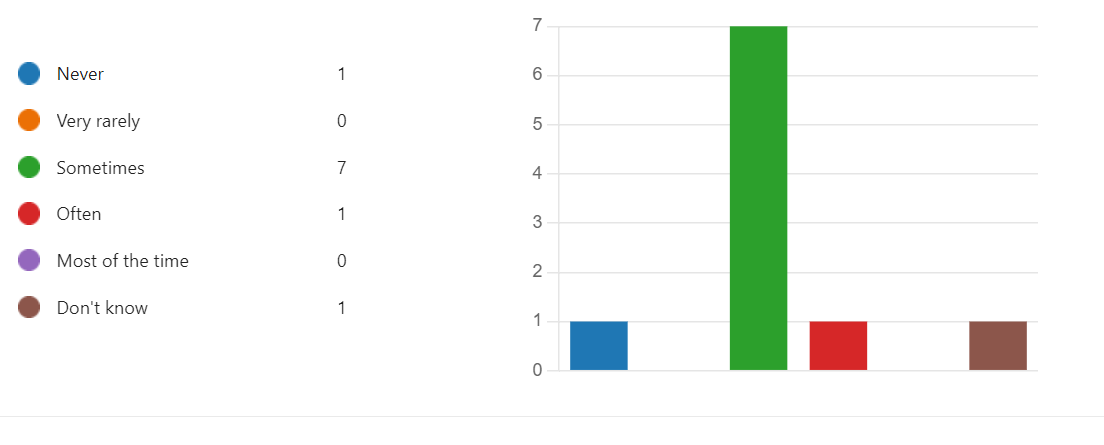 Never 1
Very rarely 0
Sometimes 7
Often 1
Most of the time 0
Don't know 1
7
6
5
4
3
2
1
0